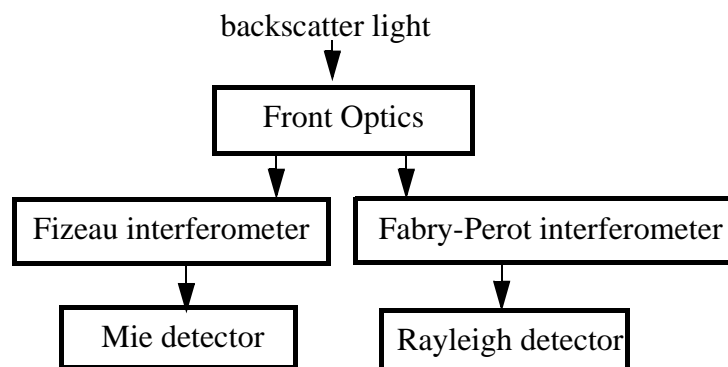 backscatter light
Front Optics
Fizeau interferometer
Fabry-Perot interferometer
Mie detector
Rayleigh detector